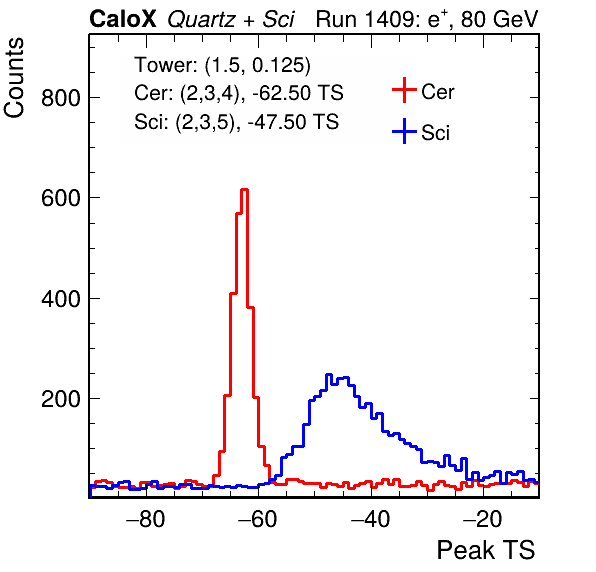 CaloX Quartz + Sci Run 1409: e+, 80 GeV
Counts
Tower: (1.5, 0.125)
Cer: (2,3,4), -62.50 TS
Sci: (2,3,5), -47.50 TS
Cer
Sci
800
600
400
200
−80 −60 −40 −20
Peak TS